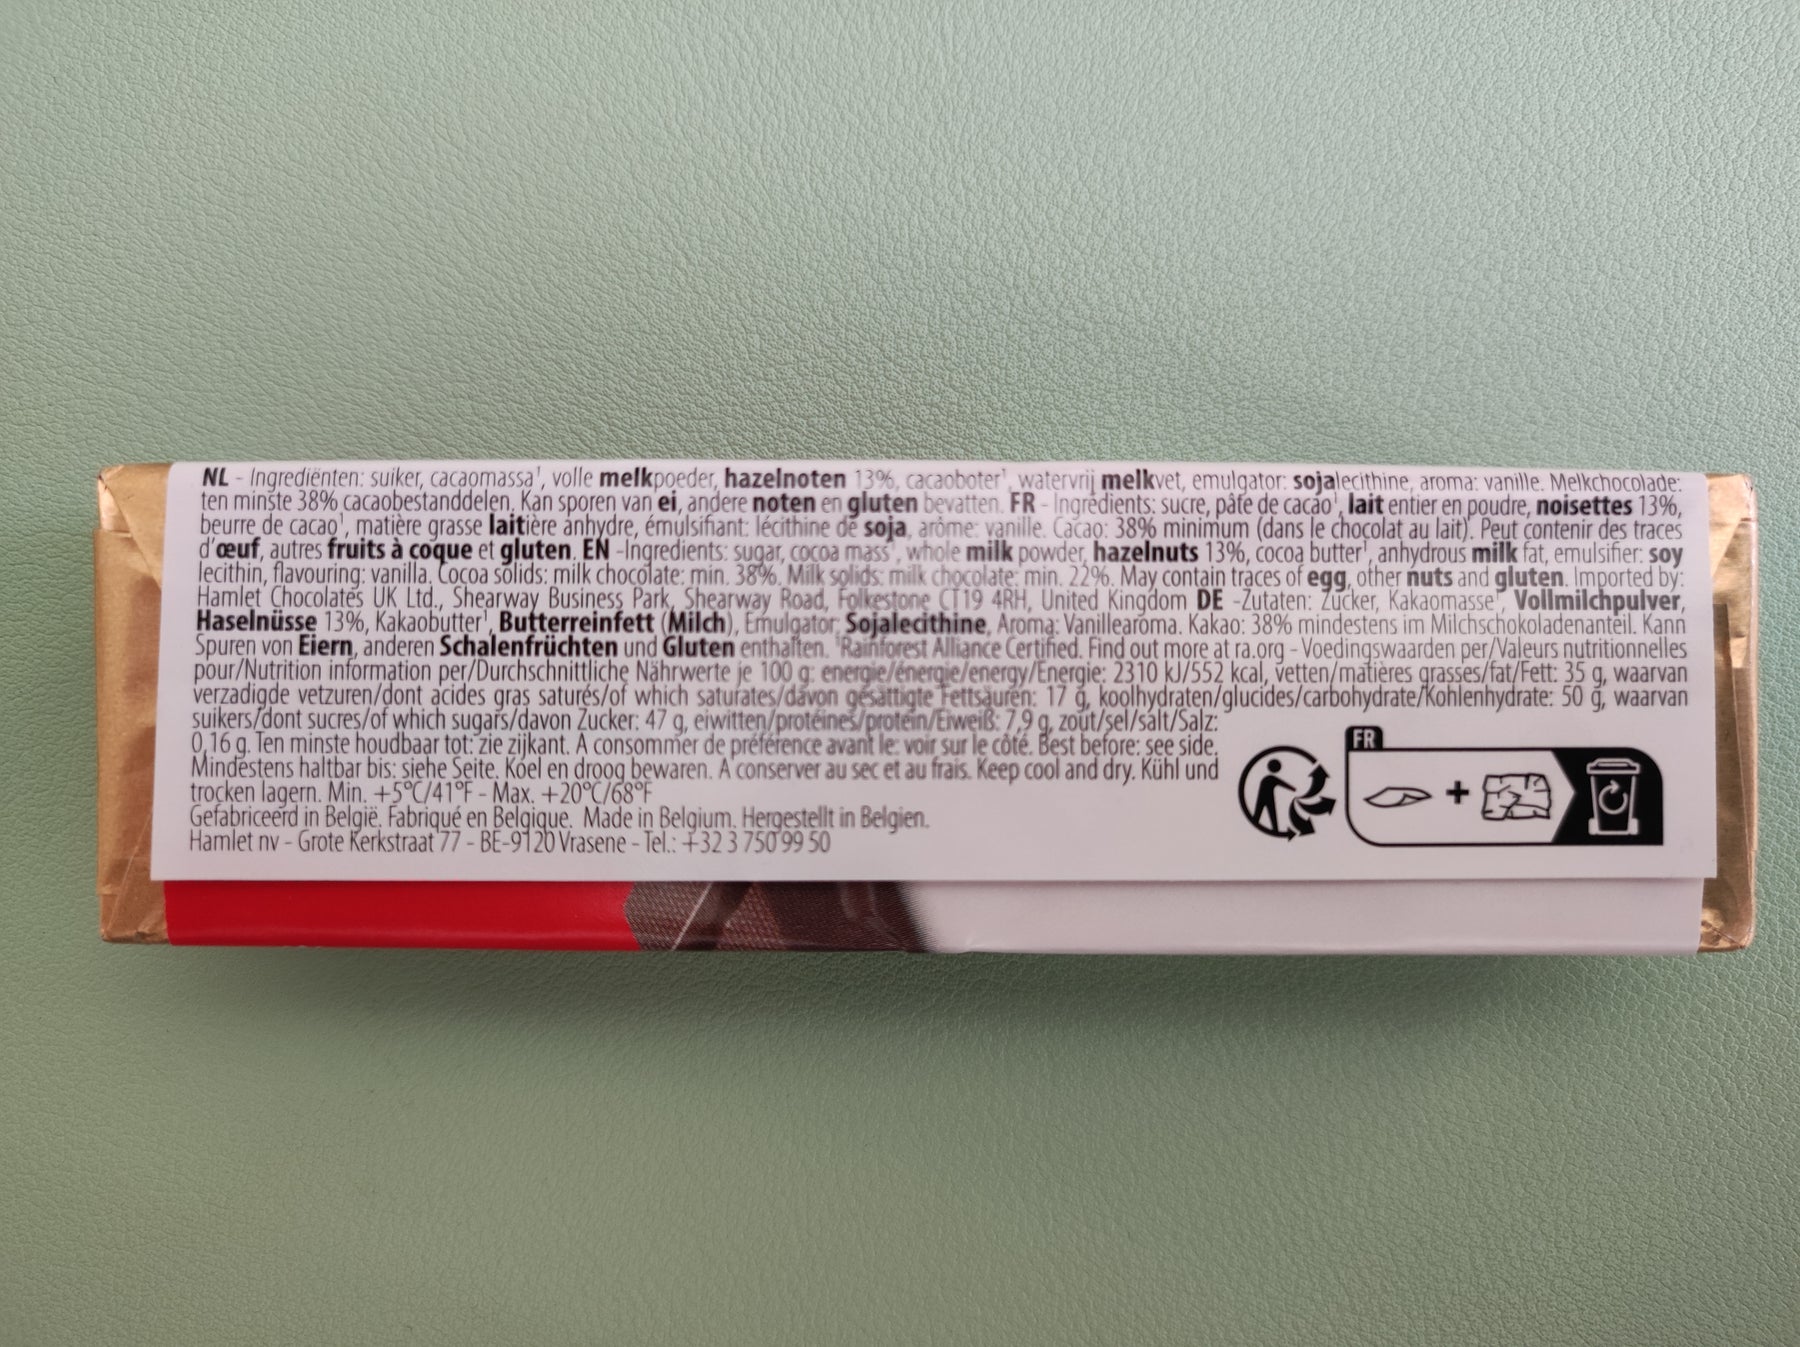 NL - Ingrediënten: suiker, cacaomassa¹, volle melkpoeder, hazelnoten 13%, cacaoboter¹, watervrij melkvet, emulgator: sojalecithine, aroma: vanille. Melkchocolade:
ten minste 38% cacaobestanddelen. Kan sporen van ei, andere noten en gluten bevatten. FR - Ingrédients: sucre, pâte de cacao¹, lait entier en poudre, noisettes 13%,
beurre de cacao¹, matière grasse laitière anhydre, émulsifiant: lécithine de soja, arôme: vanille. Cacao: 38% minimum (dans le chocolat au lait). Peut contenir des traces
d'œuf, autres fruits à coque et gluten. EN -Ingredients: sugar, cocoa mass¹, whole milk powder, hazelnuts 13%, cocoa butter¹, anhydrous milk fat, emulsifier: soy
lecithin, flavouring: vanilla. Cocoa solids: milk chocolate: min. 38%. Milk solids: milk chocolate: min. 22%. May contain traces of egg, other nuts and gluten. Imported by:
Hamlet Chocolates UK Ltd., Shearway Business Park, Shearway Road, Folkestone CT19 4RH, United Kingdom DE -Zutaten: Zucker, Kakaomasse¹, Vollmilchpulver,
Haselnüsse 13%, Kakaobutter¹, Butterreinfett (Milch), Emulgator: Sojalecithine, Aroma: Vanillearoma. Kakao: 38% mindestens im Milchschokoladenanteil. Kann
Spuren von Eiern, anderen Schalenfrüchten und Gluten enthalten. ¹Rainforest Alliance Certified. Find out more at ra.org - Voedingswaarden per/Valeurs nutritionnelles
pour/Nutrition information per/Durchschnittliche Nährwerte je 100 g: energie/énergie/energy/Energie: 2310 kJ/552 kcal, vetten/matières grasses/fat/Fett: 35 g, waarvan
verzadigde vetzuren/dont acides gras saturés/of which saturates/davon gesättigte Fettsäuren: 17 g, koolhydraten/glucides/carbohydrate/Kohlenhydrate: 50 g, waarvan
suikers/dont sucres/of which sugars/davon Zucker: 47 g, eiwitten/protéines/protein/Eiweiß: 7,9 g, zout/sel/salt/Salz:
0,16 g. Ten minste houdbaar tot: zie zijkant. A consommer de préférence avant le: voir sur le côté. Best before: see side.
Mindestens haltbar bis: siehe Seite. Koel en droog bewaren. A conserver au sec et au frais. Keep cool and dry. Kühl und
trocken lagern. Min. +5°C/41°F - Max. +20°C/68°F
Gefabriceerd in België. Fabriqué en Belgique. Made in Belgium. Hergestellt in Belgien.
Hamlet nv - Grote Kerkstraat 77 - BE-9120 Vrasene - Tel.: +32 3 750 99 50
FR
+